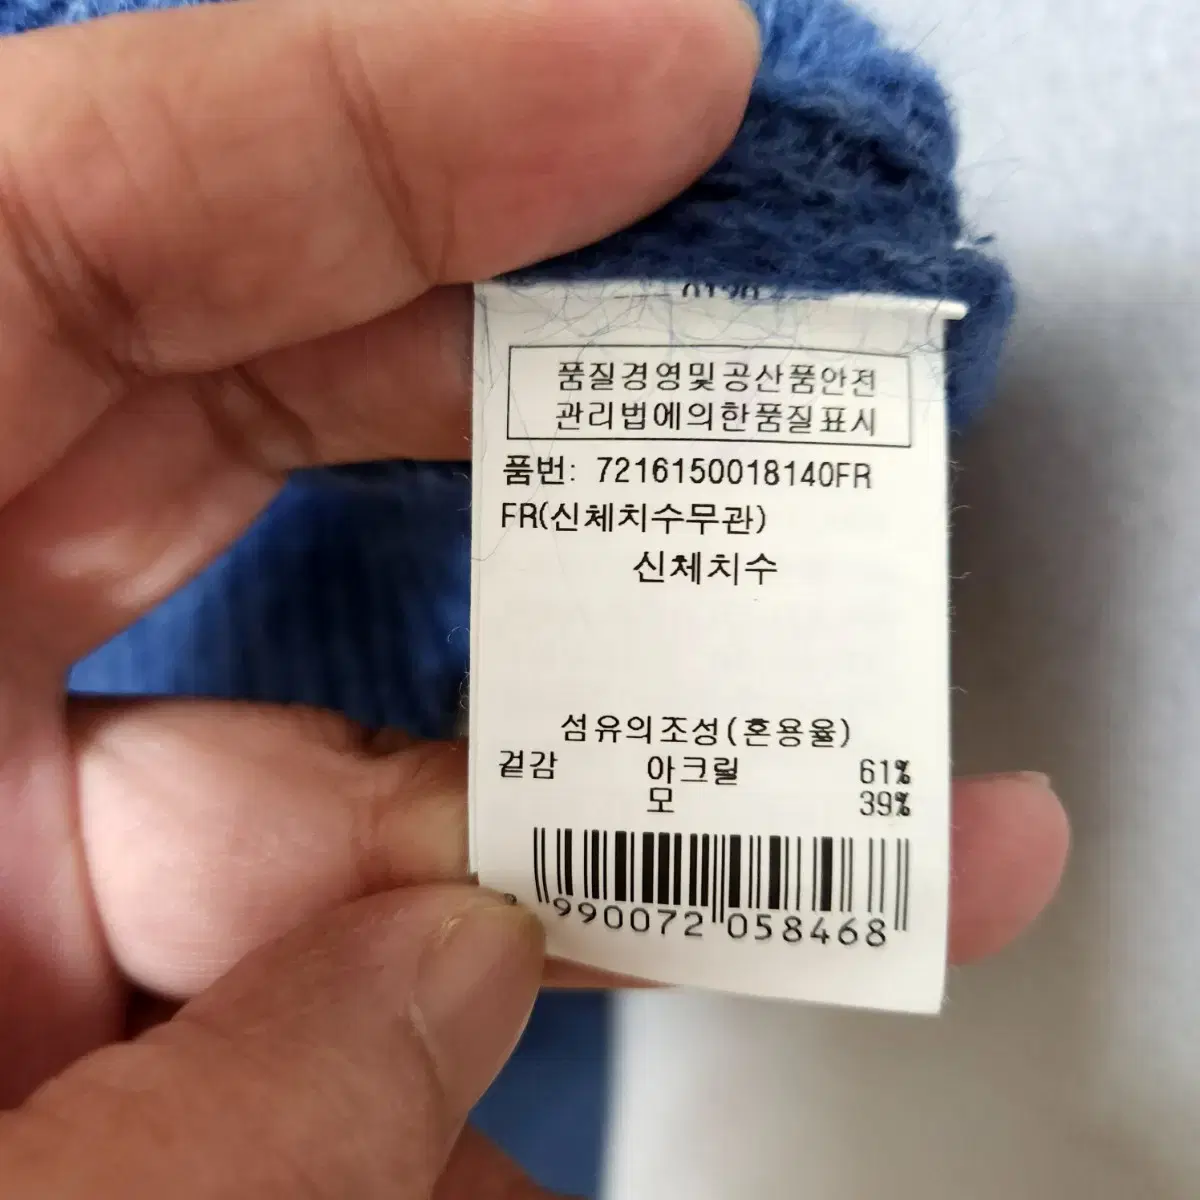 품질경영및공산품안전
관리법에의한품질표시
품번: 7216150018140FR
FR(신체치수무관)
신체치수
섬유의조성(혼용율)
겉감 아크릴 61%
모 39%
990072 058468